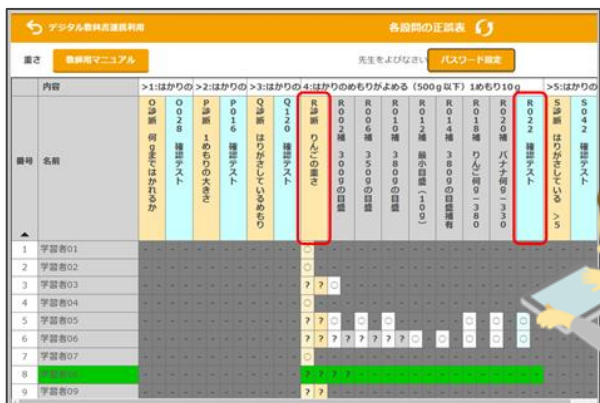 デジタル教科書連携利用
各設問の正誤表
重さ
教師用マニュアル
先生をよびなさい
パスワード設定
内容
>1:はかりの
>2:はかりの
>3:はかりの
4:はかりのめもりがよめる（500g以下）1めもり10g
>5:はかりの
番号
名前
O診断 何gまではかれるか
O028 確認テスト
P診断 1めもりの大きさ
P016 確認テスト
Q診断 はりがさしているめもり
Q120 確認テスト
R診断 りんごの重さ
R002補 300gの目盛
R006補 350gの目盛
R010補 380gの目盛
R012補 最小目盛（10g）
R014補 380gの目盛補有
R018補 りんご何g－380
R020補 バナナ何g－330
R022 確認テスト
S診断 はりがさしている >5
S042 確認テスト
1 学習者01 - - - - - - ○ - - - - - - - - - -
2 学習者02
3 学習者03
4 学習者04
5 学習者05
6 学習者06
7 学習者07
8
9 学習者09